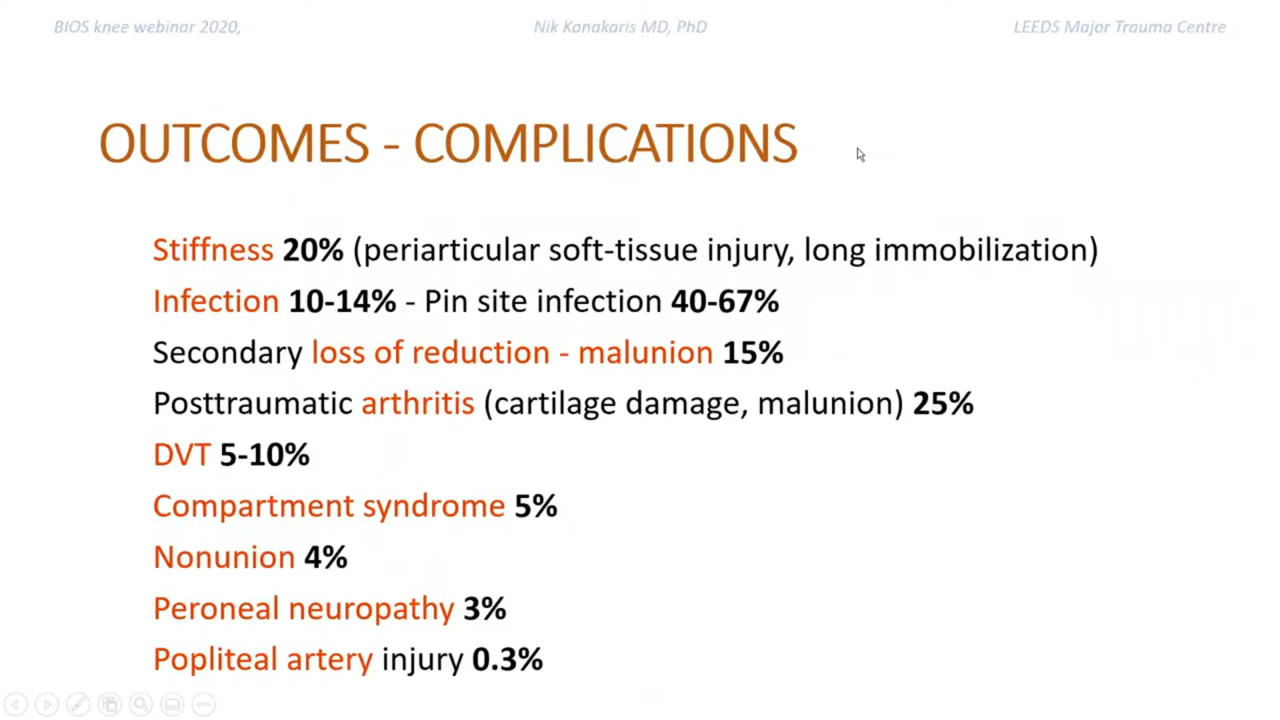 BIOS knee webinar 2020,
Nik Kanakaris MD, PhD
LEEDS Major Trauma Centre
OUTCOMES - COMPLICATIONS
Stiffness 20% (periarticular soft-tissue injury, long immobilization)
Infection 10-14% - Pin site infection 40-67%
Secondary loss of reduction - malunion 15%
Posttraumatic arthritis (cartilage damage, malunion) 25%
DVT 5-10%
Compartment syndrome 5%
Nonunion 4%
Peroneal neuropathy 3%
Popliteal artery injury 0.3%